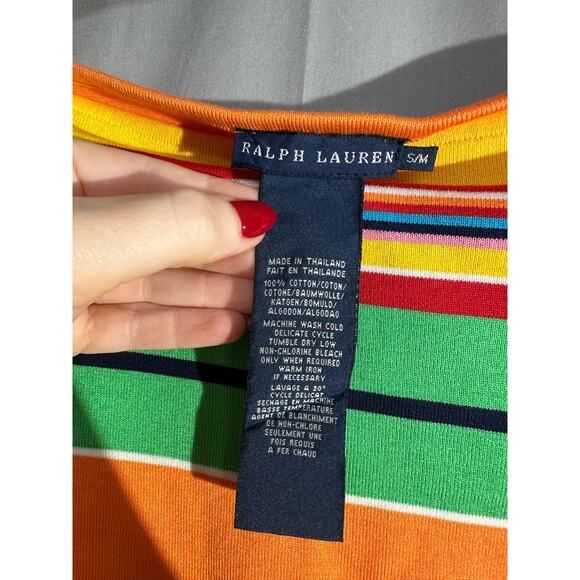 RALPH LAUREN S/M
MADE IN THAILAND
FAIT EN THAILANDE
100% COTTON/COTON/
COTONE/BAUMWOLLE/
KATOEN/BOMULO/
ALGODON/ALGODAO
MACHINE WASH COLD
DELICATE CYCLE
TUMBLE DRY LOW
NON-CHLORINE BLEACH
ONLY WHEN REQUIRED
WARM IRON
IF NECESSARY
LAVAGE A 30°
CYCLE DELICAT
SECHAGE EN MACHINE
BASSE TEMPERATURE
AGENT DE BLANCHIMENT
DE NON-CHLORE
SEULEMENT UNE
FOIS REQUIS
A FER CHAUD